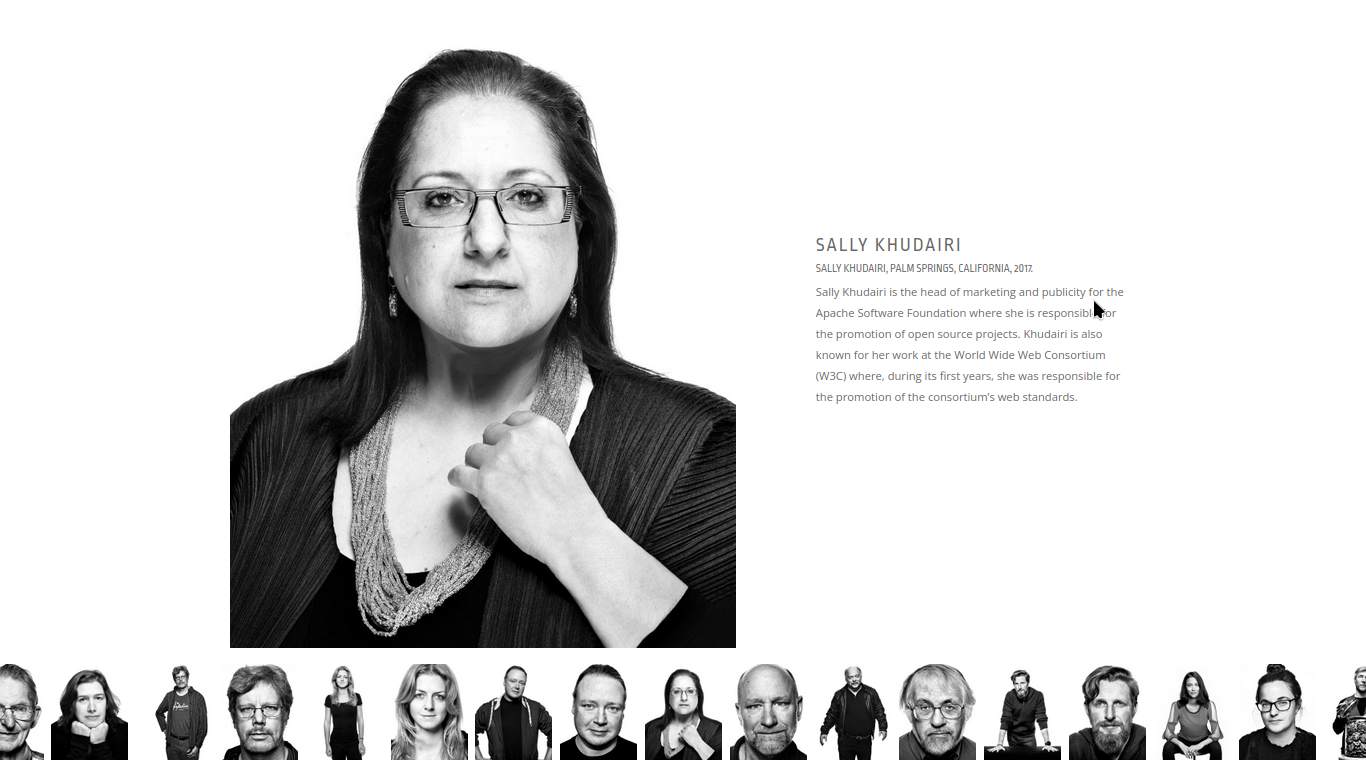 SALLY KHUDAIRI
SALLY KHUDAIRI, PALM SPRINGS, CALIFORNIA, 2017.
Sally Khudairi is the head of marketing and publicity for the
Apache Software Foundation where she is responsible for
the promotion of open source projects. Khudairi is also
known for her work at the World Wide Web Consortium
(W3C) where, during its first years, she was responsible for
the promotion of the consortium's web standards.